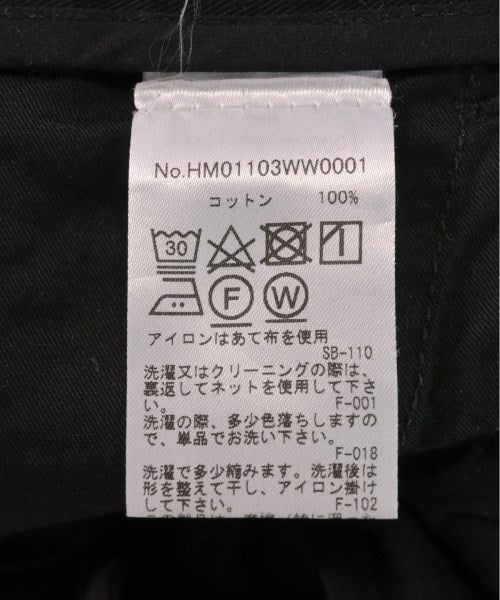 No.HM01103WW0001
コットン 100%
30
F W
アイロンはあて布を使用
SB-110
洗濯又はクリーニングの際は、
裏返してネットを使用して下さ
い。 F-001
洗濯の際、多少色落ちしますの
で、単品でお洗い下さい。
F-018
洗濯で多少縮みます。洗濯後は
形を整えて干し、アイロン掛け
して下さい。 F-102